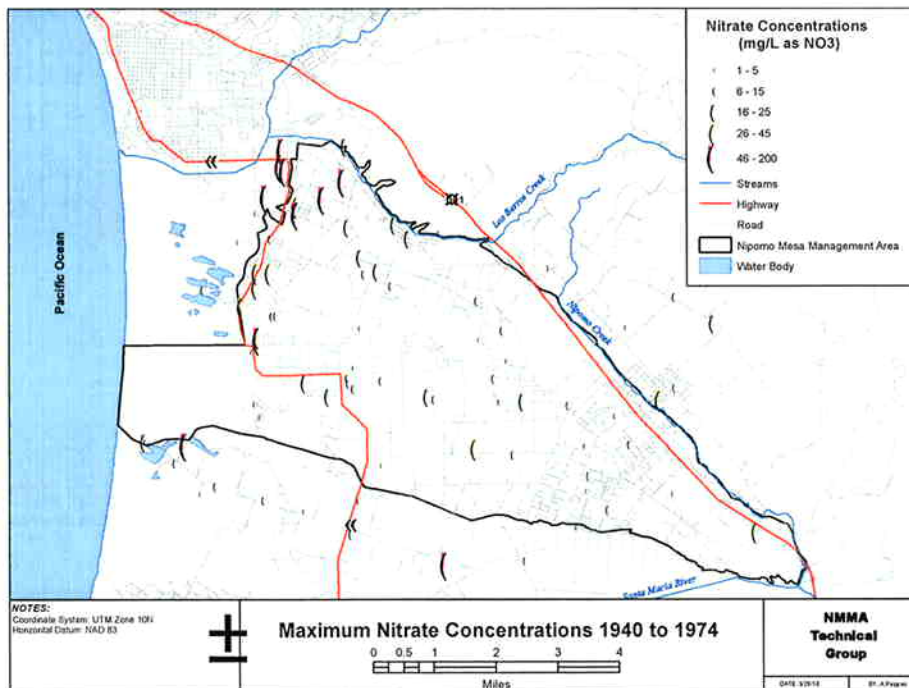 Nitrate Concentrations
(mg/L as NO3)
1 - 5
6 - 15
16 - 25
26 - 45
46 - 200
Streams
Highway
Road
Nipomo Mesa Management Area
Water Body
Los Berros Creek
1
Nipomo Creek
Pacific Ocean
Santa Maria River
NOTES:
Coordinate System: UTM Zone 10N
Horizontal Datum: NAD 83
Maximum Nitrate Concentrations 1940 to 1974
0 0.5 1 2 3 4
Miles
NMMA
Technical
Group
DATE:
BY: